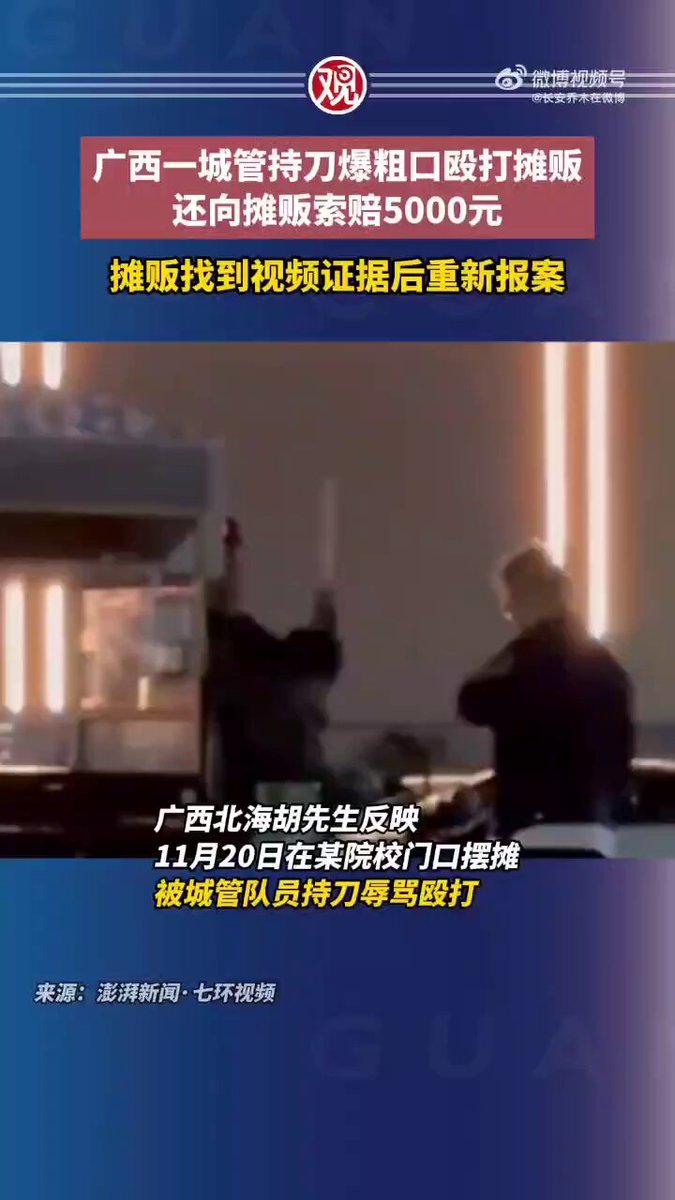 GUAN
观
微博视频号
@长安乔木在微博
广西一城管持刀爆粗口殴打摊贩
还向摊贩索赔5000元
摊贩找到视频证据后重新报案
广西北海胡先生反映
11月20日在某院校门口摆摊
被城管队员持刀辱骂殴打
来源：澎湃新闻·七环视频
GUA